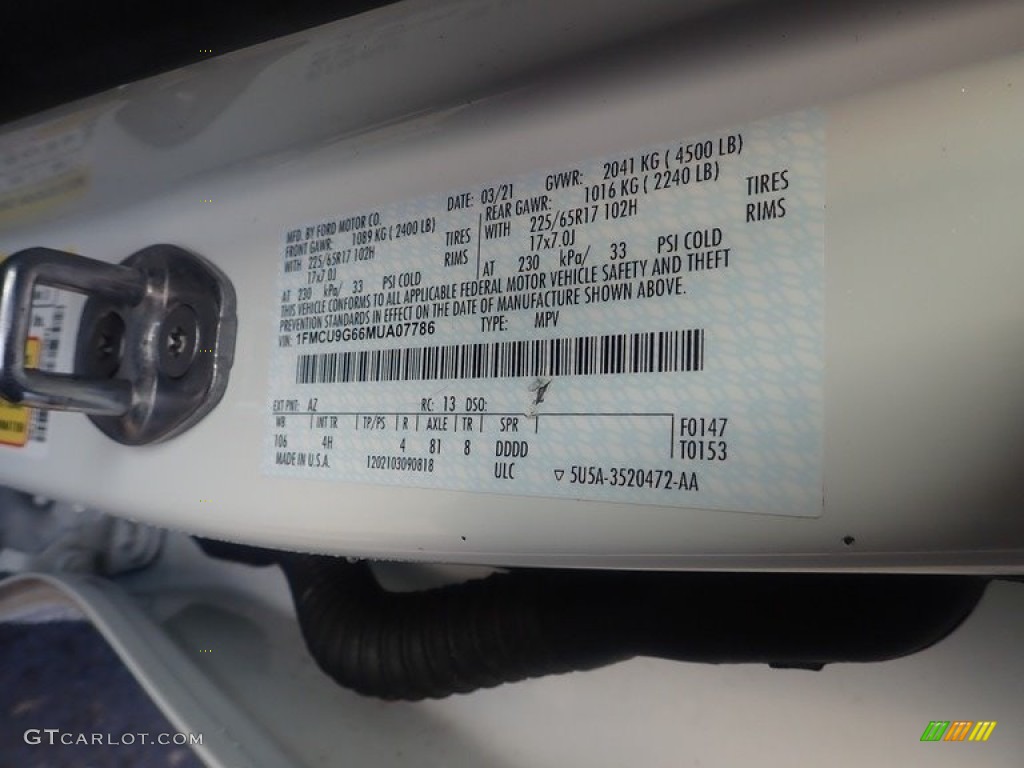 MFD. BY FORD MOTOR CO.
DATE: 03/21 GVWR: 2041 KG ( 4500 LB)
FRONT GAWR: 1089 KG ( 2400 LB) REAR GAWR: 1016 KG ( 2240 LB)
WITH 225/65R17 102H TIRES WITH 225/65R17 102H TIRES
17x7.0J RIMS 17x7.0J RIMS
AT 230 kPa/ 33 PSI COLD AT 230 kPa/ 33 PSI COLD
THIS VEHICLE CONFORMS TO ALL APPLICABLE FEDERAL MOTOR VEHICLE SAFETY AND THEFT
PREVENTION STANDARDS IN EFFECT ON THE DATE OF MANUFACTURE SHOWN ABOVE.
VIN: 1FMCU9G66MUA07786 TYPE: MPV
EXT PNT: AZ RC: 13 DSO:
WB INT TR TP/PS R AXLE TR SPR
F0147
106 4H 4 81 8 DDDD
T0153
MADE IN U.S.A. 1202103090818 ULC ▽ 5U5A-3520472-AA
GTCARLOT.COM